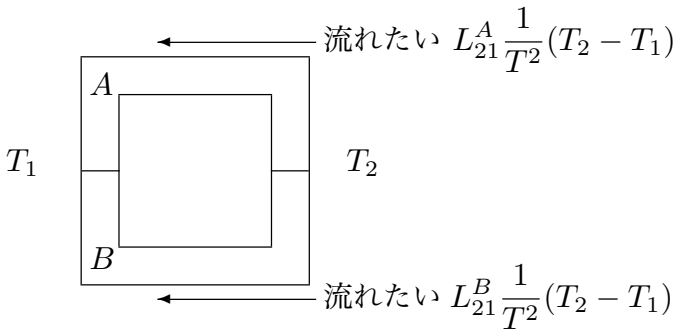 流れたい $L_{21}^{A}\frac{1}{T^2}(T_2 - T_1)$
A
$T_1$ $T_2$
B
流れたい $L_{21}^{B}\frac{1}{T^2}(T_2 - T_1)$